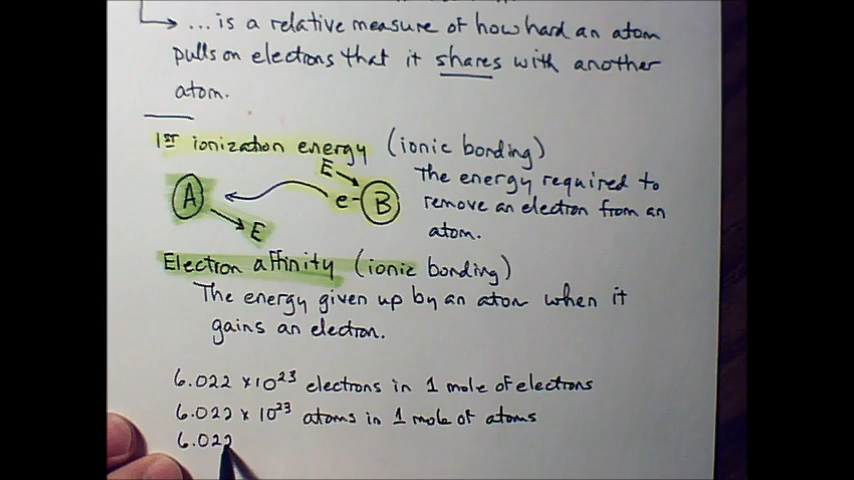 ... is a relative measure of how hard an atom
pulls on electrons that it shares with another
atom.
1ST ionization energy (ionic bonding)
The energy required to
remove an electron from an
atom.
E
A e- B
E
Electron affinity (ionic bonding)
The energy given up by an atom when it
gains an electron.
6.022 x 10^23 electrons in 1 mole of electrons
6.022 x 10^23 atoms in 1 mole of atoms
6.022